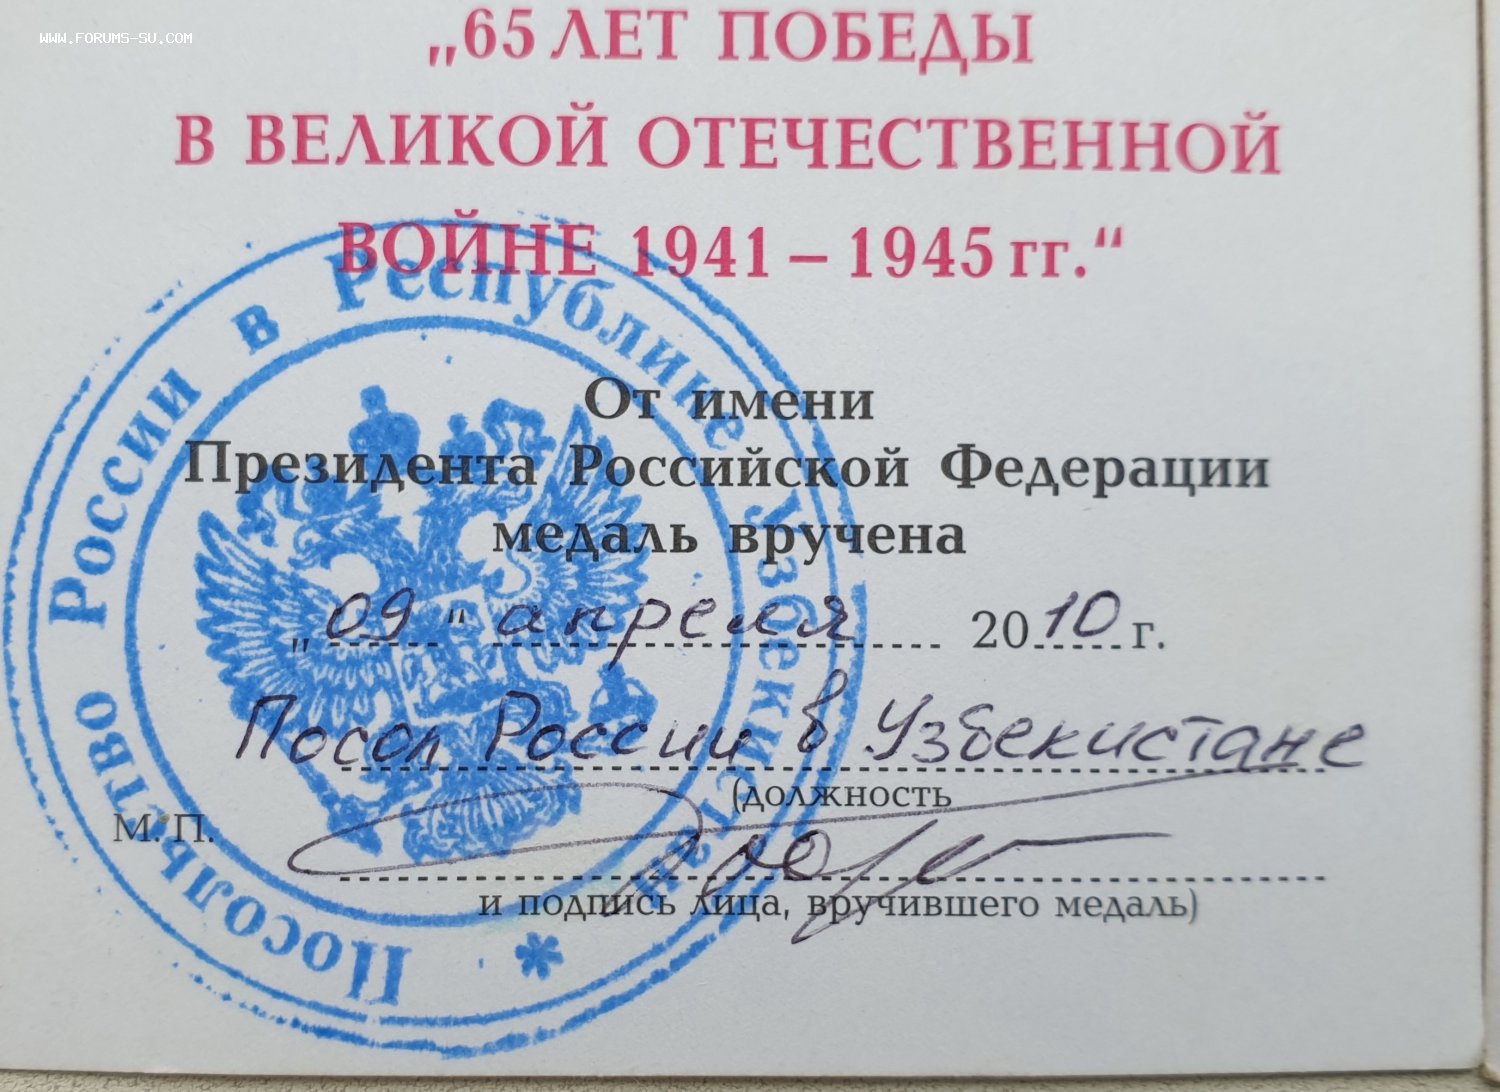 WWW.FORUMS-SU.COM
„65 ЛЕТ ПОБЕДЫ
В ВЕЛИКОЙ ОТЕЧЕСТВЕННОЙ
ВОЙНЕ 1941 – 1945 гг.“
От имени
Президента Российской Федерации
медаль вручена
„09“ апреля 2010 г.
Посол России в Узбекистане
(должность
М. П.
и подпись лица, вручившего медаль)
Посольство России в Республике Узбекистан *